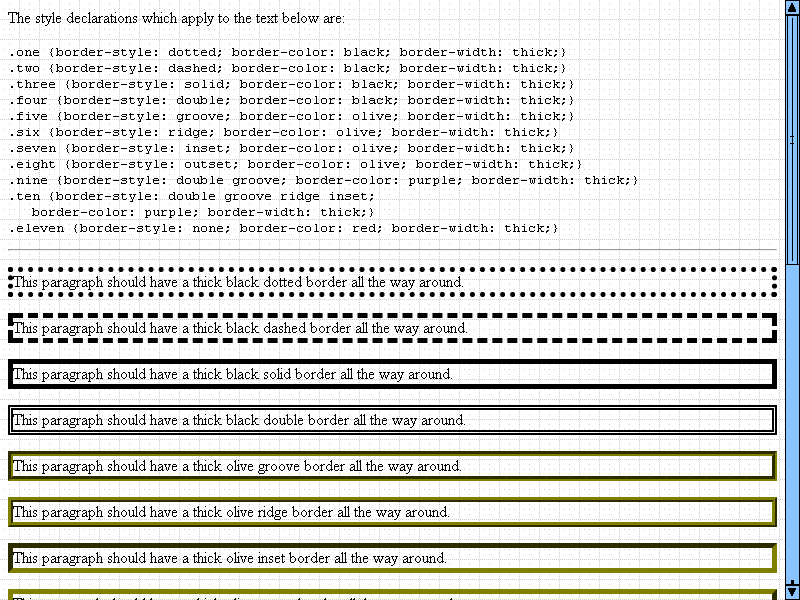 The style declarations which apply to the text below are:
.one {border-style: dotted; border-color: black; border-width: thick;}
.two {border-style: dashed; border-color: black; border-width: thick;}
.three {border-style: solid; border-color: black; border-width: thick;}
.four {border-style: double; border-color: black; border-width: thick;}
.five {border-style: groove; border-color: olive; border-width: thick;}
.six {border-style: ridge; border-color: olive; border-width: thick;}
.seven {border-style: inset; border-color: olive; border-width: thick;}
.eight {border-style: outset; border-color: olive; border-width: thick;}
.nine {border-style: double groove; border-color: purple; border-width: thick;}
.ten {border-style: double groove ridge inset;
   border-color: purple; border-width: thick;}
.eleven {border-style: none; border-color: red; border-width: thick;}
This paragraph should have a thick black dotted border all the way around.
This paragraph should have a thick black dashed border all the way around.
This paragraph should have a thick black solid border all the way around.
This paragraph should have a thick black double border all the way around.
This paragraph should have a thick olive groove border all the way around.
This paragraph should have a thick olive ridge border all the way around.
This paragraph should have a thick olive inset border all the way around.